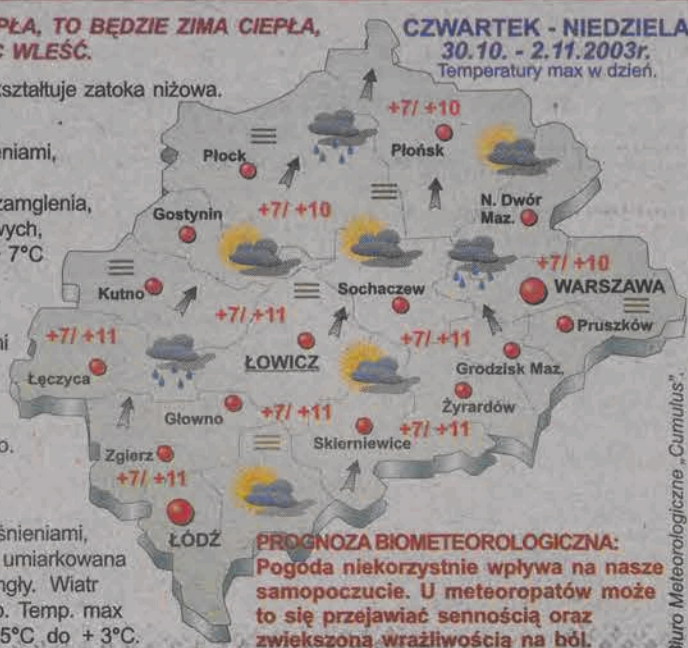 PŁA, TO BĘDZIE ZIMA CIEPŁA,
WLEŚĆ.
kształtuje zatoka niżowa.
eniami,
zamglenia,
wych,
7°C
ni
o.
śnieniami,
umiarkowana
ngły. Wiatr
o. Temp. max
5°C do + 3°C.
CZWARTEK - NIEDZIELA
30.10. - 2.11.2003r.
Temperatury max w dzień.
+7/ +10
Płock
Płońsk
Gostynin
+7/ +10
N. Dwór
Maz.
+7/ +10
Kutno
Sochaczew
WARSZAWA
+7/ +11
Pruszków
+7/ +11
+7/ +11
ŁOWICZ
Grodzisk Maz.
Łęczyca
Głowno
+7/ +11
Żyrardów
Skierniewice
+7/ +11
Zgierz
+7/ +11
ŁÓDŹ
PROGNOZA BIOMETEOROLOGICZNA:
Pogoda niekorzystnie wpływa na nasze
samopoczucie. U meteoropatów może
to się przejawiać sennością oraz
zwiększoną wrażliwością na ból.
Biuro Meteorologiczne „Cumulus”.